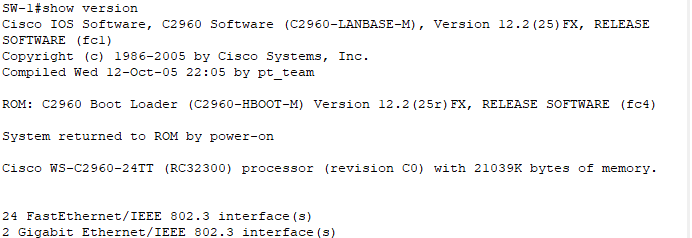 SW-1#show version
Cisco IOS Software, C2960 Software (C2960-LANBASE-M), Version 12.2(25)FX, RELEASE
SOFTWARE (fc1)
Copyright (c) 1986-2005 by Cisco Systems, Inc.
Compiled Wed 12-Oct-05 22:05 by pt_team
ROM: C2960 Boot Loader (C2960-HBOOT-M) Version 12.2(25r)FX, RELEASE SOFTWARE (fc4)
System returned to ROM by power-on
Cisco WS-C2960-24TT (RC32300) processor (revision C0) with 21039K bytes of memory.
24 FastEthernet/IEEE 802.3 interface(s)
2 Gigabit Ethernet/IEEE 802.3 interface(s)